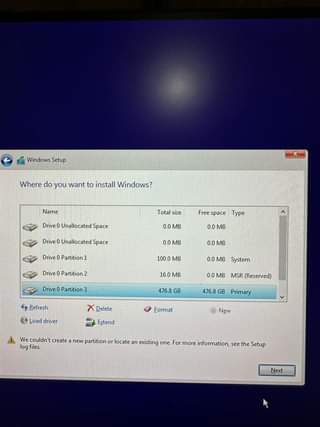 Windows Setup
Where do you want to install Windows?
Name Total size Free space Type
Drive 0 Unallocated Space 0.0 MB 0.0 MB
Drive 0 Unallocated Space 0.0 MB 0.0 MB
Drive 0 Partition 1 100.0 MB 0.0 MB System
Drive 0 Partition 2 16.0 MB 0.0 MB MSR (Reserved)
Drive 0 Partition 3 476.8 GB 476.8 GB Primary
Refresh Delete Format New
Load driver Extend
We couldn't create a new partition or locate an existing one. For more information, see the Setup
log files.
Next